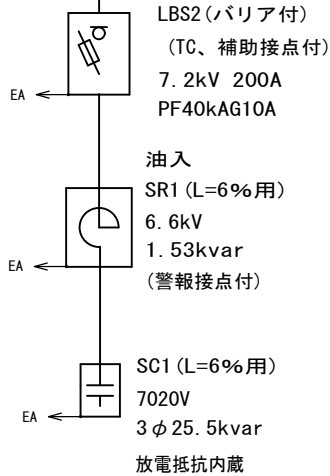 LBS2(バリア付)
(TC、補助接点付)
7.2kV 200A
EA
PF40kAG10A
油入
SR1(L=6%用)
6.6kV
1.53kvar
EA
(警報接点付)
SC1(L=6%用)
7020V
EA
3φ25.5kvar
放電抵抗内蔵